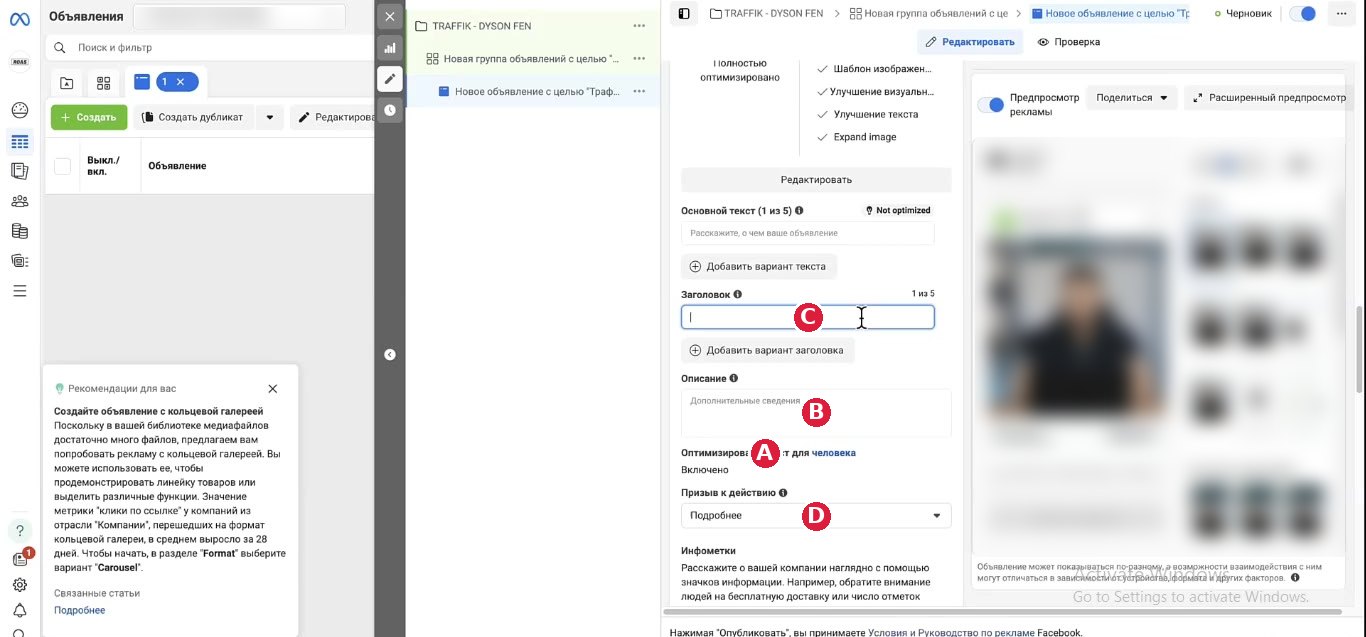 Объявления
Поиск и фильтр
1 ×
+ Создать
Создать дубликат
Редактирова
Выкл./
вкл.
Объявление
Рекомендации для вас
Создайте объявление с кольцевой галереей
Поскольку в вашей библиотеке медиафайлов
достаточно много файлов, предлагаем вам
попробовать рекламу с кольцевой галереей. Вы
можете использовать ее, чтобы
продемонстрировать линейку товаров или
выделить различные функции. Значение
метрики "клики по ссылке" у компаний из
отрасли "Компании", перешедших на формат
кольцевой галереи, в среднем выросло за 28
дней. Чтобы начать, в разделе "Format" выберите
вариант "Carousel".
Связанные статьи
Подробнее
1
TRAFFIK - DYSON FEN
Новая группа объявлений с целью "...
Новое объявление с целью "Траф...
TRAFFIK - DYSON FEN
Новая группа объявлений с це
Новое объявление с целью "Тр
Черновик
Редактировать
Проверка
Полностью
оптимизировано
Шаблон изображен...
Улучшение визуальн...
Улучшение текста
Expand image
Редактировать
Основной текст (1 из 5)
Not optimized
Расскажите, о чем ваше объявление
Добавить вариант текста
Заголовок
1 из 5
C
Добавить вариант заголовка
Описание
Дополнительные сведения
B
Оптимизирова
A
т для человека
Включено
Призыв к действию
Подробнее
D
Инфометки
Расскажите о вашей компании наглядно с помощью
значков информации. Например, обратите внимание
людей на бесплатную доставку или число отметок
Нажимая "Опубликовать", вы принимаете Условия и Руководство по рекламе Facebook.
Предпросмотр
рекламы
Поделиться
Расширенный предпросмотр
Объявление может показываться по-разному, а возможности взаимодействия с ним
могут отличаться в зависимости от устройства, формата и других факторов.
Activate Windows
Go to Settings to activate Windows.